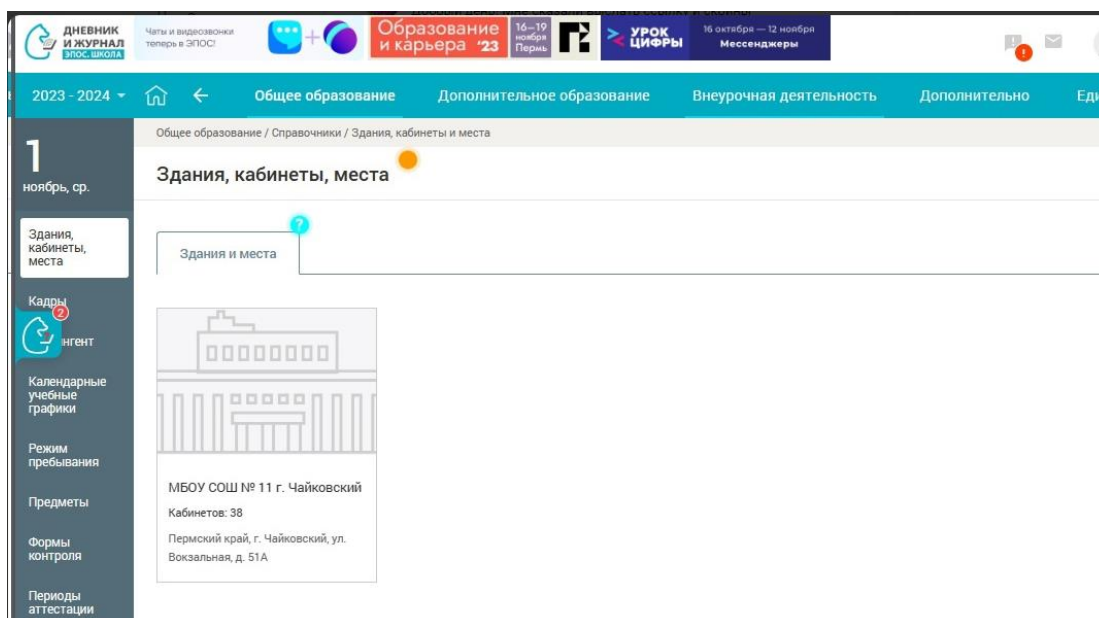 ДНЕВНИК
И ЖУРНАЛ
ЭПОС.ШКОЛА
Чаты и видеозвонки
теперь в ЭПОС!
Образование
и карьера '23
16–19
ноября
Пермь
УРОК
ЦИФРЫ
16 октября — 12 ноября
Мессенджеры
2023 - 2024
Общее образование
Дополнительное образование
Внеурочная деятельность
Дополнительно
1
ноябрь, ср.
Общее образование / Справочники / Здания, кабинеты и места
Здания, кабинеты, места
Здания,
кабинеты,
места
?
Здания и места
Кадры
2
нгент
Календарные
учебные
графики
Режим
пребывания
Предметы
Формы
контроля
Периоды
аттестации
МБОУ СОШ № 11 г. Чайковский
Кабинетов: 38
Пермский край, г. Чайковский, ул.
Вокзальная, д. 51А